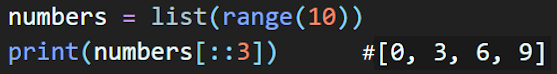 numbers = list(range(10))
print(numbers[::3])      #[0, 3, 6, 9]